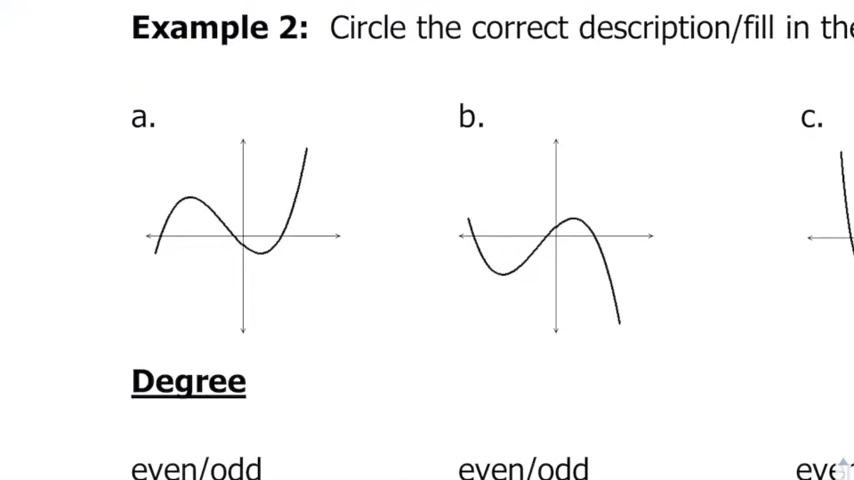 Example 2: Circle the correct description/fill in the
a.
b.
c.
Degree
even/odd
even/odd